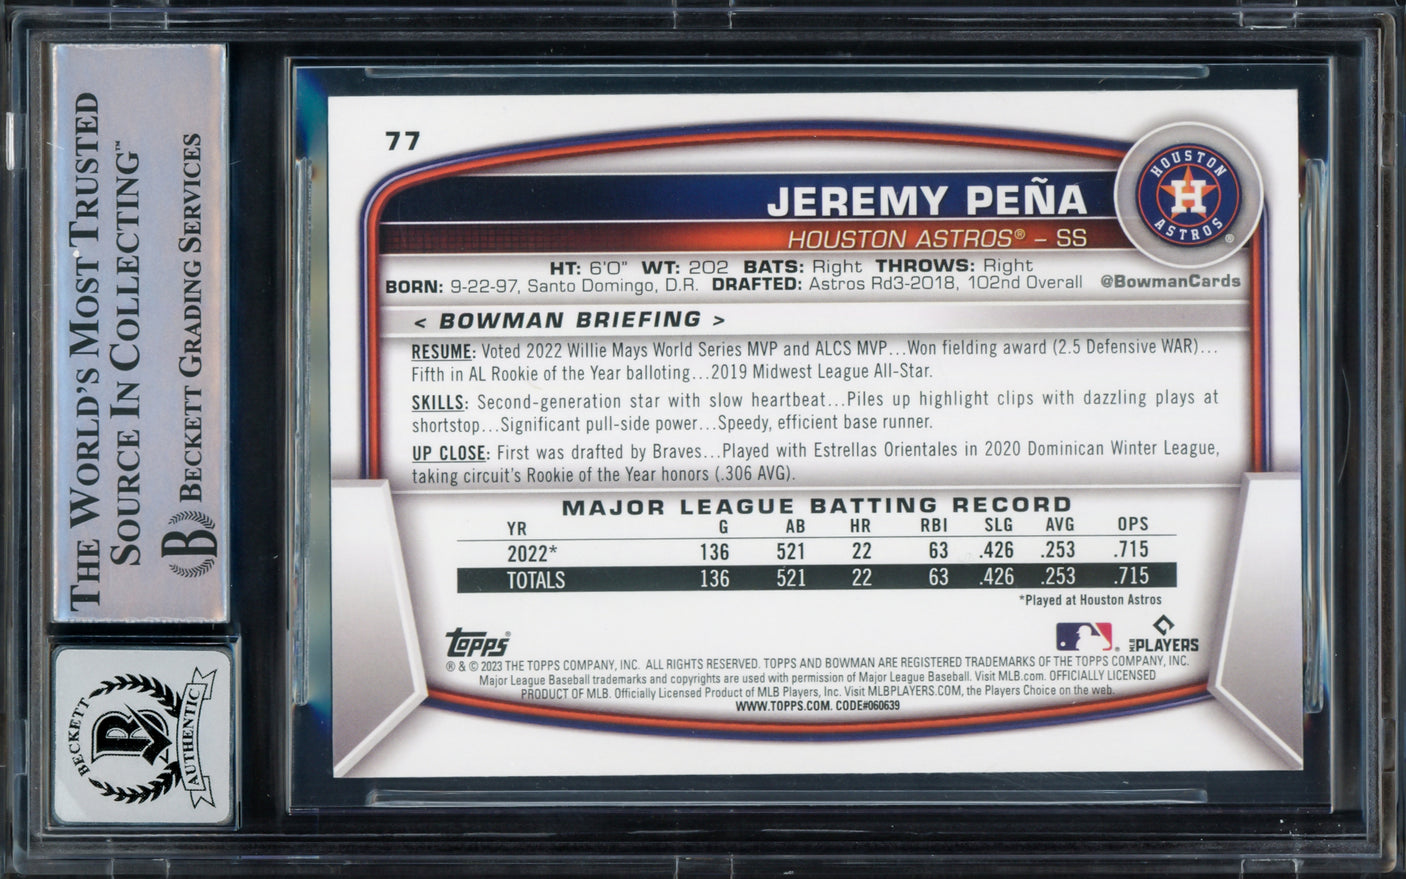 THE WORLD'S MOST TRUSTED
SOURCE IN COLLECTING™
BECKETT GRADING SERVICES
B
BECKETT
B
AUTHENTIC
77
JEREMY PEÑA
HOUSTON ASTROS® – SS
HOUSTON
H
ASTROS
®
HT: 6'0" WT: 202 BATS: Right THROWS: Right
BORN: 9-22-97, Santo Domingo, D.R. DRAFTED: Astros Rd3-2018, 102nd Overall @BowmanCards
< BOWMAN BRIEFING >
RESUME: Voted 2022 Willie Mays World Series MVP and ALCS MVP...Won fielding award (2.5 Defensive WAR)...
Fifth in AL Rookie of the Year balloting...2019 Midwest League All-Star.
SKILLS: Second-generation star with slow heartbeat...Piles up highlight clips with dazzling plays at
shortstop...Significant pull-side power...Speedy, efficient base runner.
UP CLOSE: First was drafted by Braves...Played with Estrellas Orientales in 2020 Dominican Winter League,
taking circuit's Rookie of the Year honors (.306 AVG).
MAJOR LEAGUE BATTING RECORD
YR G AB HR RBI SLG AVG OPS
2022* 136 521 22 63 .426 .253 .715
TOTALS 136 521 22 63 .426 .253 .715
*Played at Houston Astros
topps® ® MLB PLAYERS
® & © 2023 THE TOPPS COMPANY, INC. ALL RIGHTS RESERVED. TOPPS AND BOWMAN ARE REGISTERED TRADEMARKS OF THE TOPPS COMPANY, INC.
Major League Baseball trademarks and copyrights are used with permission of Major League Baseball. Visit MLB.com. OFFICIALLY LICENSED
PRODUCT OF MLB. Officially Licensed Product of MLB Players, Inc. Visit MLBPLAYERS.COM, the Players Choice on the web.
WWW.TOPPS.COM. CODE#060639